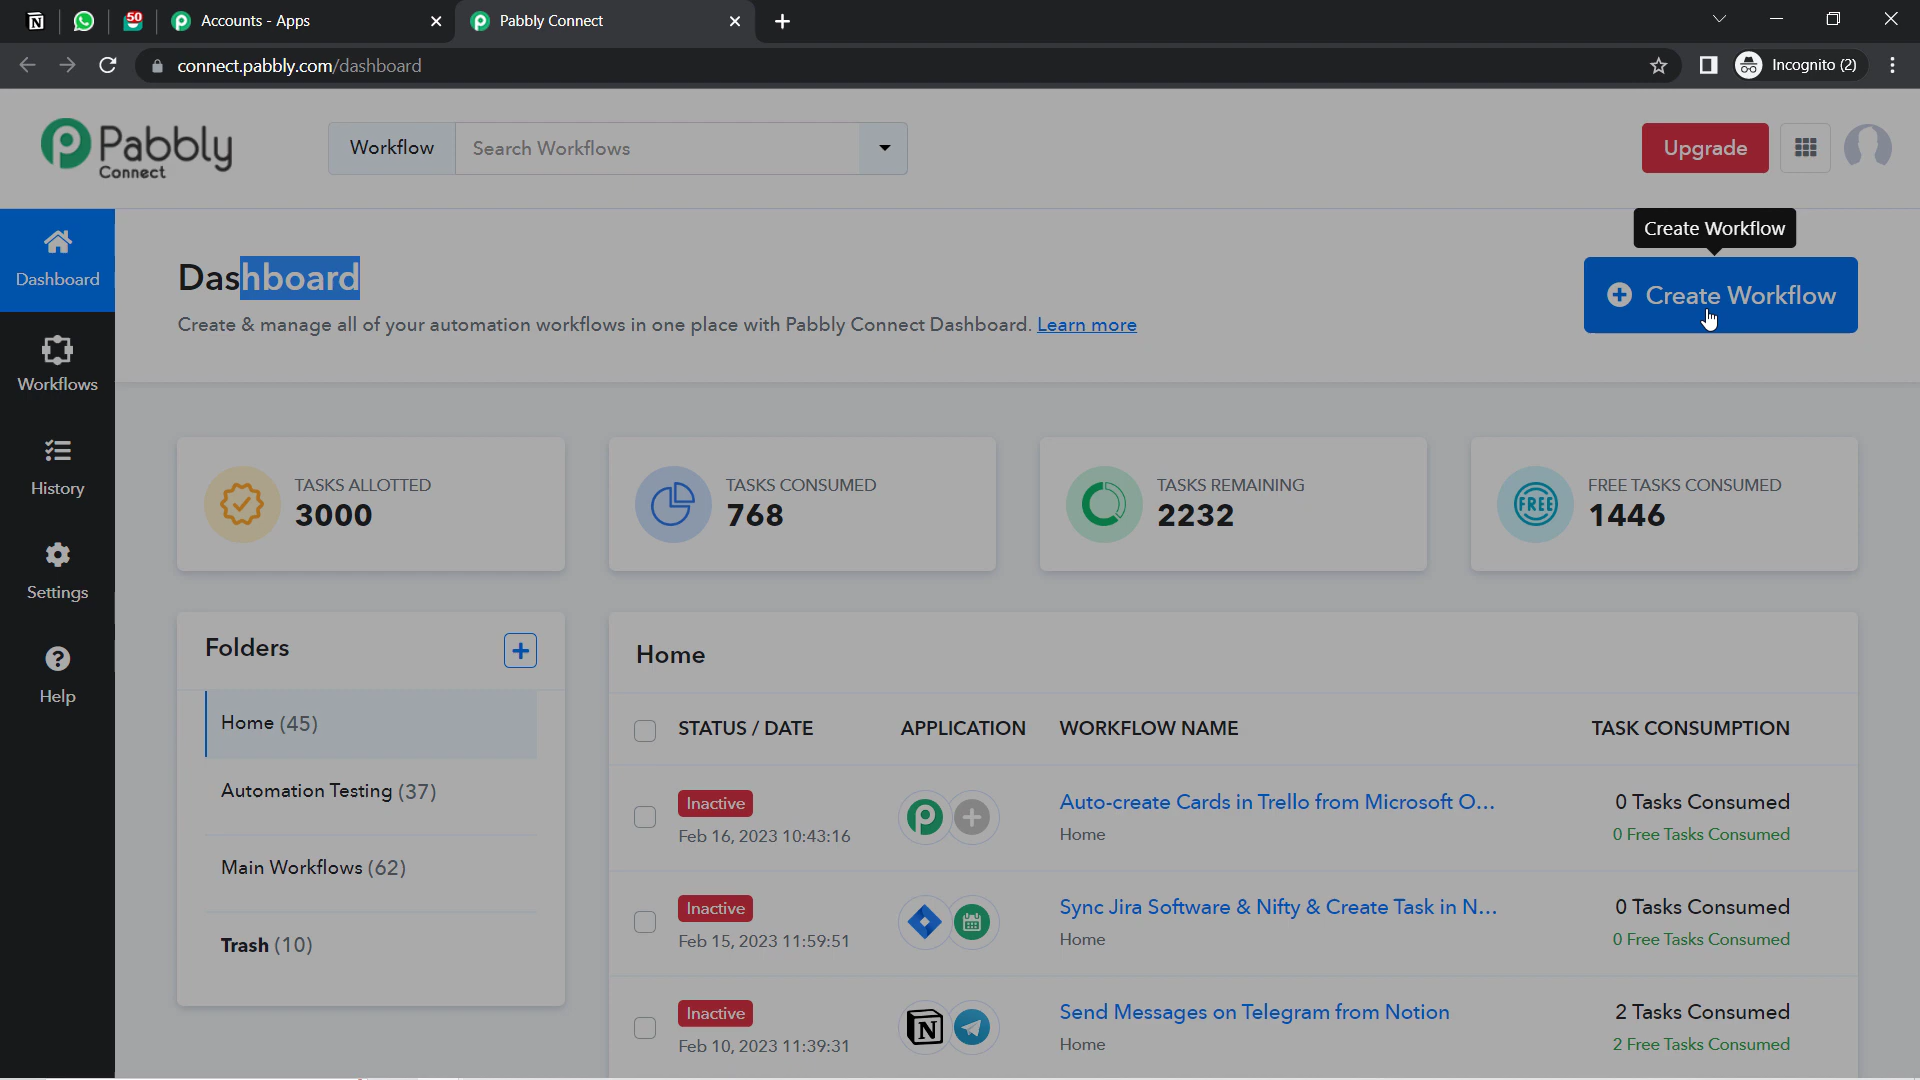 50
Accounts - Apps
Pabbly Connect
connect.pabbly.com/dashboard
Incognito (2)
Pabbly
Connect
Workflow
Search Workflows
Upgrade
Create Workflow
Dashboard
Dashboard
Create Workflow
Create & manage all of your automation workflows in one place with Pabbly Connect Dashboard. Learn more
Workflows
History
Settings
Help
TASKS ALLOTTED
3000
TASKS CONSUMED
768
TASKS REMAINING
2232
FREE
FREE TASKS CONSUMED
1446
Folders
Home (45)
Automation Testing (37)
Main Workflows (62)
Trash (10)
Home
STATUS / DATE APPLICATION WORKFLOW NAME TASK CONSUMPTION
Inactive
Feb 16, 2023 10:43:16
Auto-create Cards in Trello from Microsoft O...
Home
0 Tasks Consumed
0 Free Tasks Consumed
Inactive
Feb 15, 2023 11:59:51
Sync Jira Software & Nifty & Create Task in N...
Home
0 Tasks Consumed
0 Free Tasks Consumed
Inactive
Feb 10, 2023 11:39:31
Send Messages on Telegram from Notion
Home
2 Tasks Consumed
2 Free Tasks Consumed